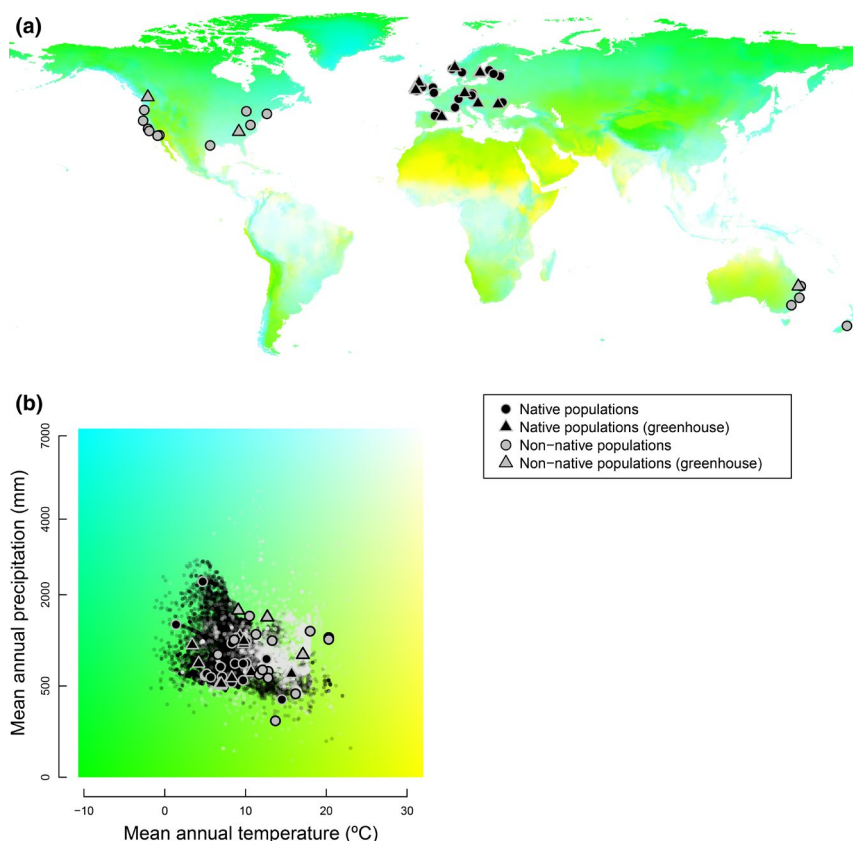 (a)
(b)
Native populations
Native populations (greenhouse)
Non−native populations
Non−native populations (greenhouse)
Mean annual precipitation (mm)
7000
4000
2000
500
0
−10 0 10 20 30
Mean annual temperature (ºC)